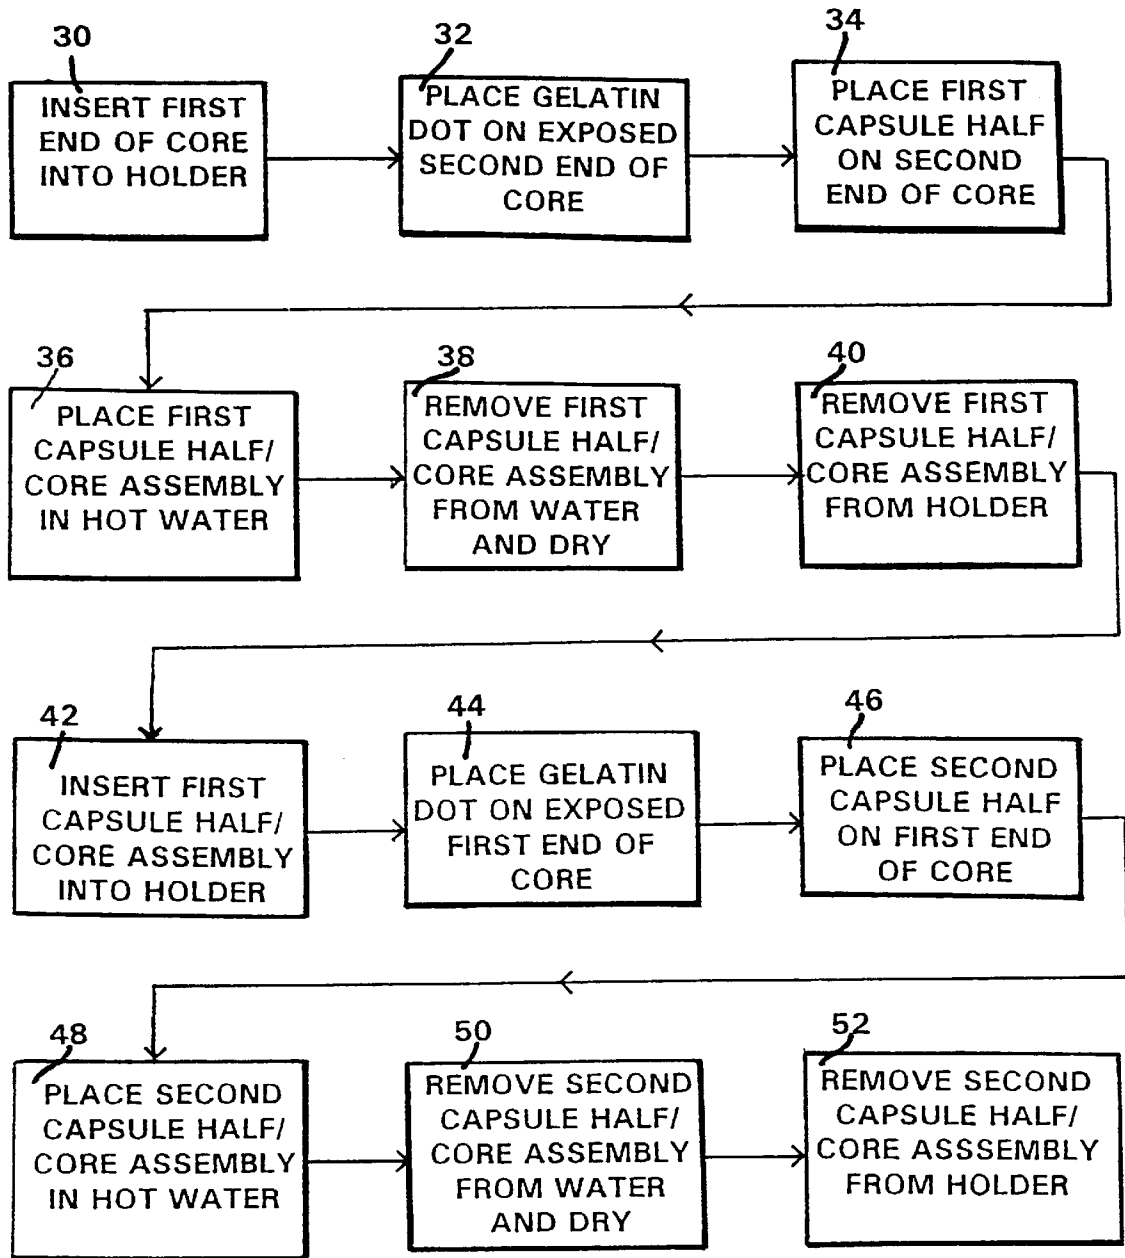 30
INSERT FIRST
END OF CORE
INTO HOLDER
32
PLACE GELATIN
DOT ON EXPOSED
SECOND END OF
CORE
34
PLACE FIRST
CAPSULE HALF
ON SECOND
END OF CORE
36
PLACE FIRST
CAPSULE HALF/
CORE ASSEMBLY
IN HOT WATER
38
REMOVE FIRST
CAPSULE HALF/
CORE ASSEMBLY
FROM WATER
AND DRY
40
REMOVE FIRST
CAPSULE HALF/
CORE ASSEMBLY
FROM HOLDER
42
INSERT FIRST
CAPSULE HALF/
CORE ASSEMBLY
INTO HOLDER
44
PLACE GELATIN
DOT ON EXPOSED
FIRST END OF
CORE
46
PLACE SECOND
CAPSULE HALF
ON FIRST END
OF CORE
48
PLACE SECOND
CAPSULE HALF/
CORE ASSEMBLY
IN HOT WATER
50
REMOVE SECOND
CAPSULE HALF/
CORE ASSSEMBLY
FROM WATER
AND DRY
52
REMOVE SECOND
CAPSULE HALF/
CORE ASSSEMBLY
FROM HOLDER